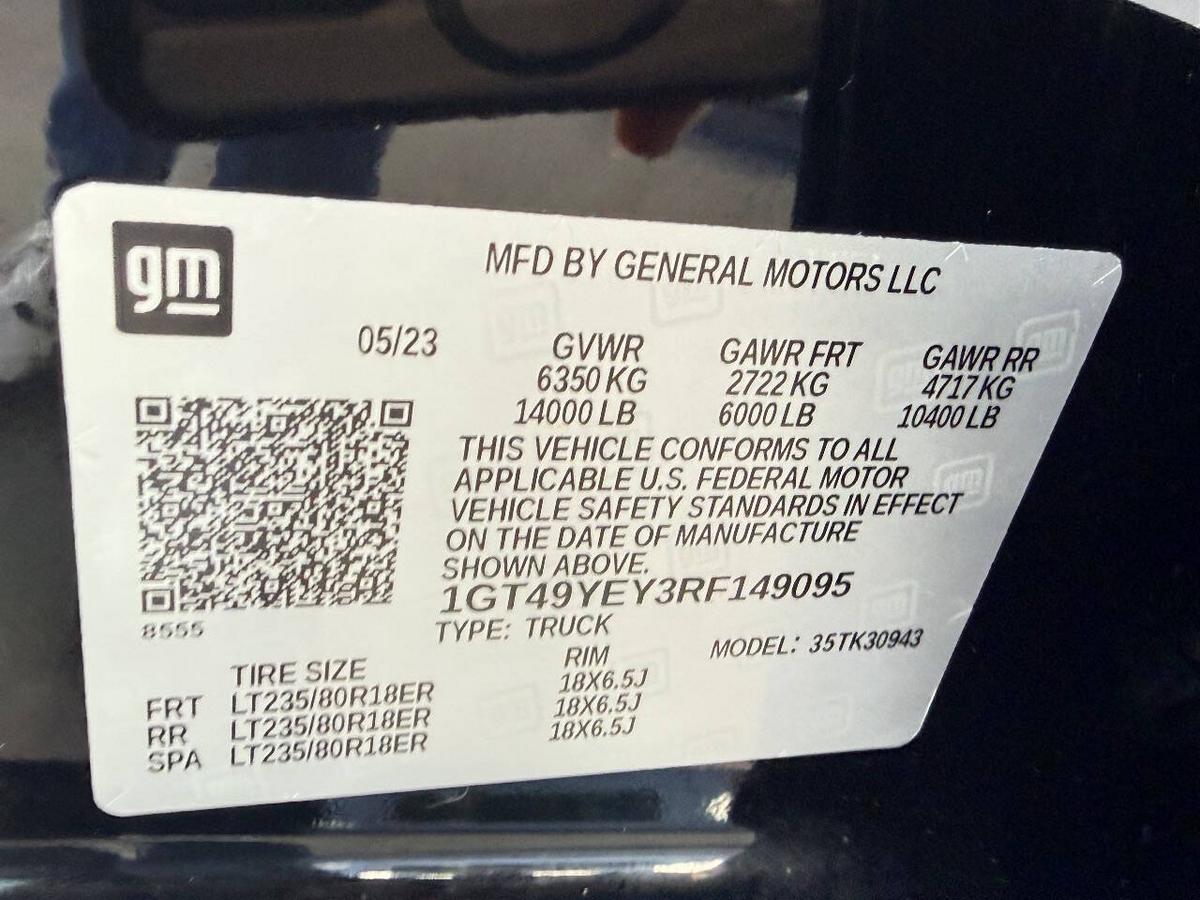 gm
MFD BY GENERAL MOTORS LLC
05/23 GVWR GAWR FRT GAWR RR
6350 KG 2722 KG 4717 KG
14000 LB 6000 LB 10400 LB
THIS VEHICLE CONFORMS TO ALL
APPLICABLE U.S. FEDERAL MOTOR
VEHICLE SAFETY STANDARDS IN EFFECT
ON THE DATE OF MANUFACTURE
SHOWN ABOVE.
1GT49YEY3RF149095
8555
TYPE: TRUCK MODEL: 35TK30943
TIRE SIZE RIM
FRT LT235/80R18ER 18X6.5J
RR LT235/80R18ER 18X6.5J
SPA LT235/80R18ER 18X6.5J